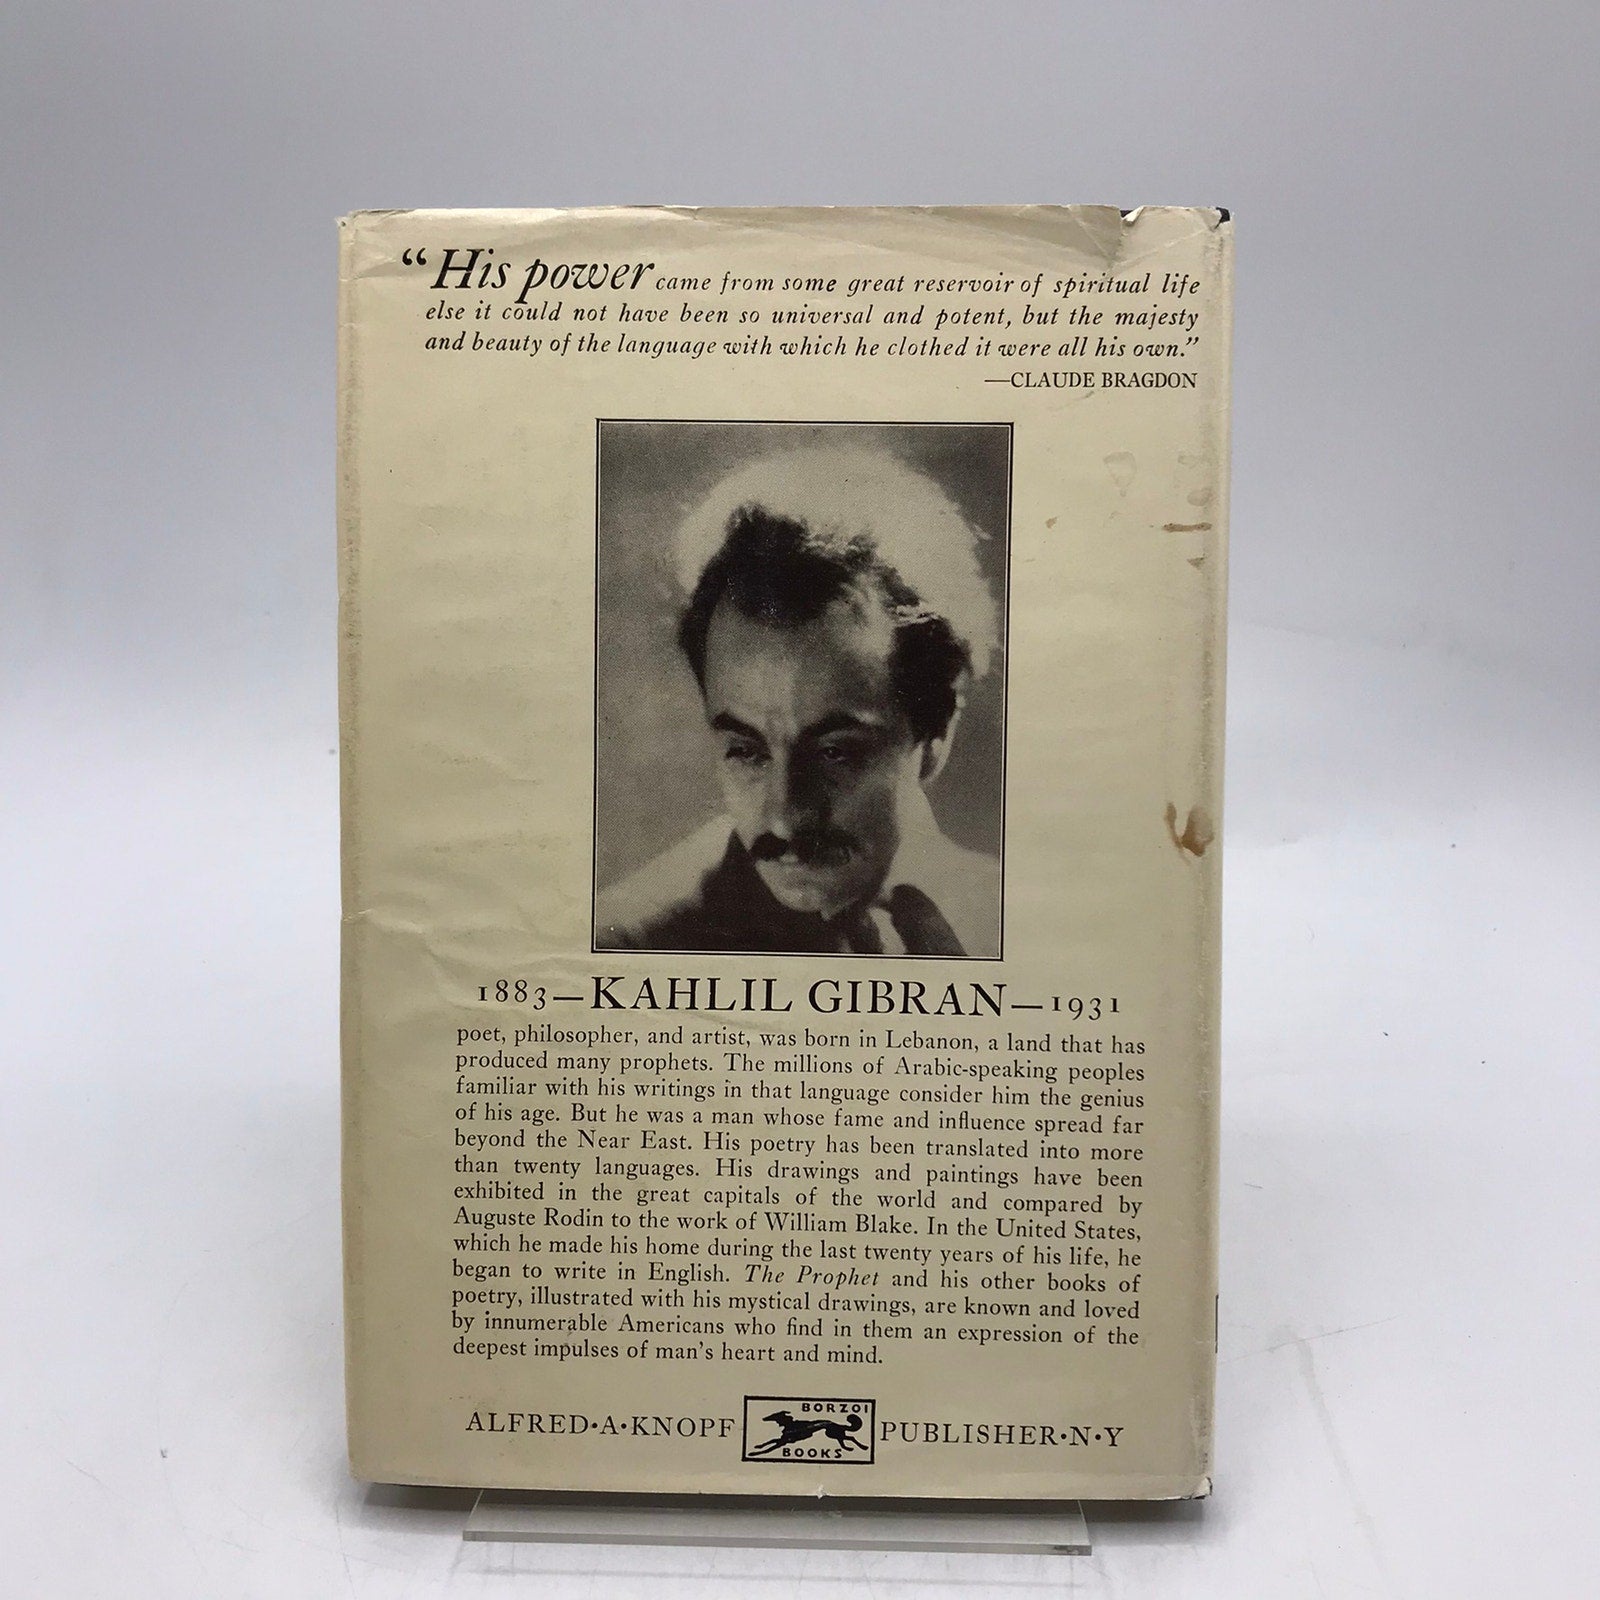 “His power came from some great reservoir of spiritual life
else it could not have been so universal and potent, but the majesty
and beauty of the language with which he clothed it were all his own.”
—CLAUDE BRAGDON
1883—KAHLIL GIBRAN—1931
poet, philosopher, and artist, was born in Lebanon, a land that has
produced many prophets. The millions of Arabic-speaking peoples
familiar with his writings in that language consider him the genius
of his age. But he was a man whose fame and influence spread far
beyond the Near East. His poetry has been translated into more
than twenty languages. His drawings and paintings have been
exhibited in the great capitals of the world and compared by
Auguste Rodin to the work of William Blake. In the United States,
which he made his home during the last twenty years of his life, he
began to write in English. The Prophet and his other books of
poetry, illustrated with his mystical drawings, are known and loved
by innumerable Americans who find in them an expression of the
deepest impulses of man's heart and mind.
ALFRED·A·KNOPF BORZOI BOOKS PUBLISHER·N·Y